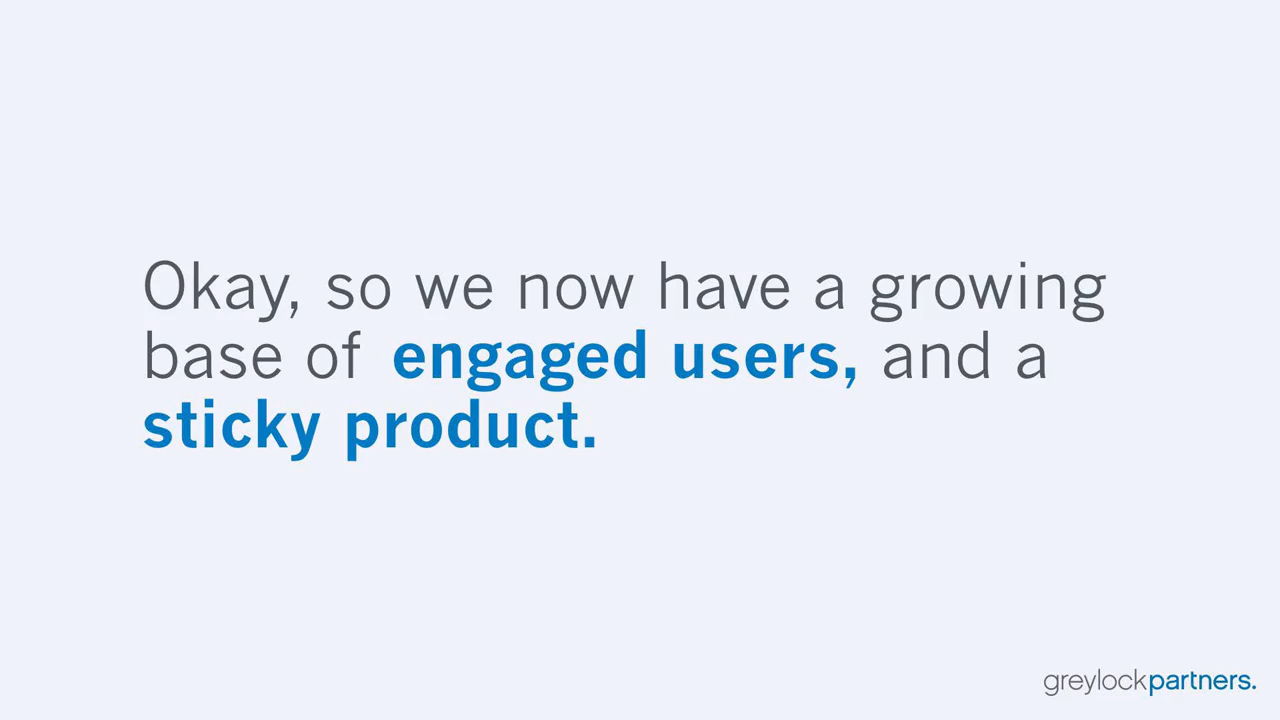 Okay, so we now have a growing
base of engaged users, and a
sticky product.
greylockpartners.